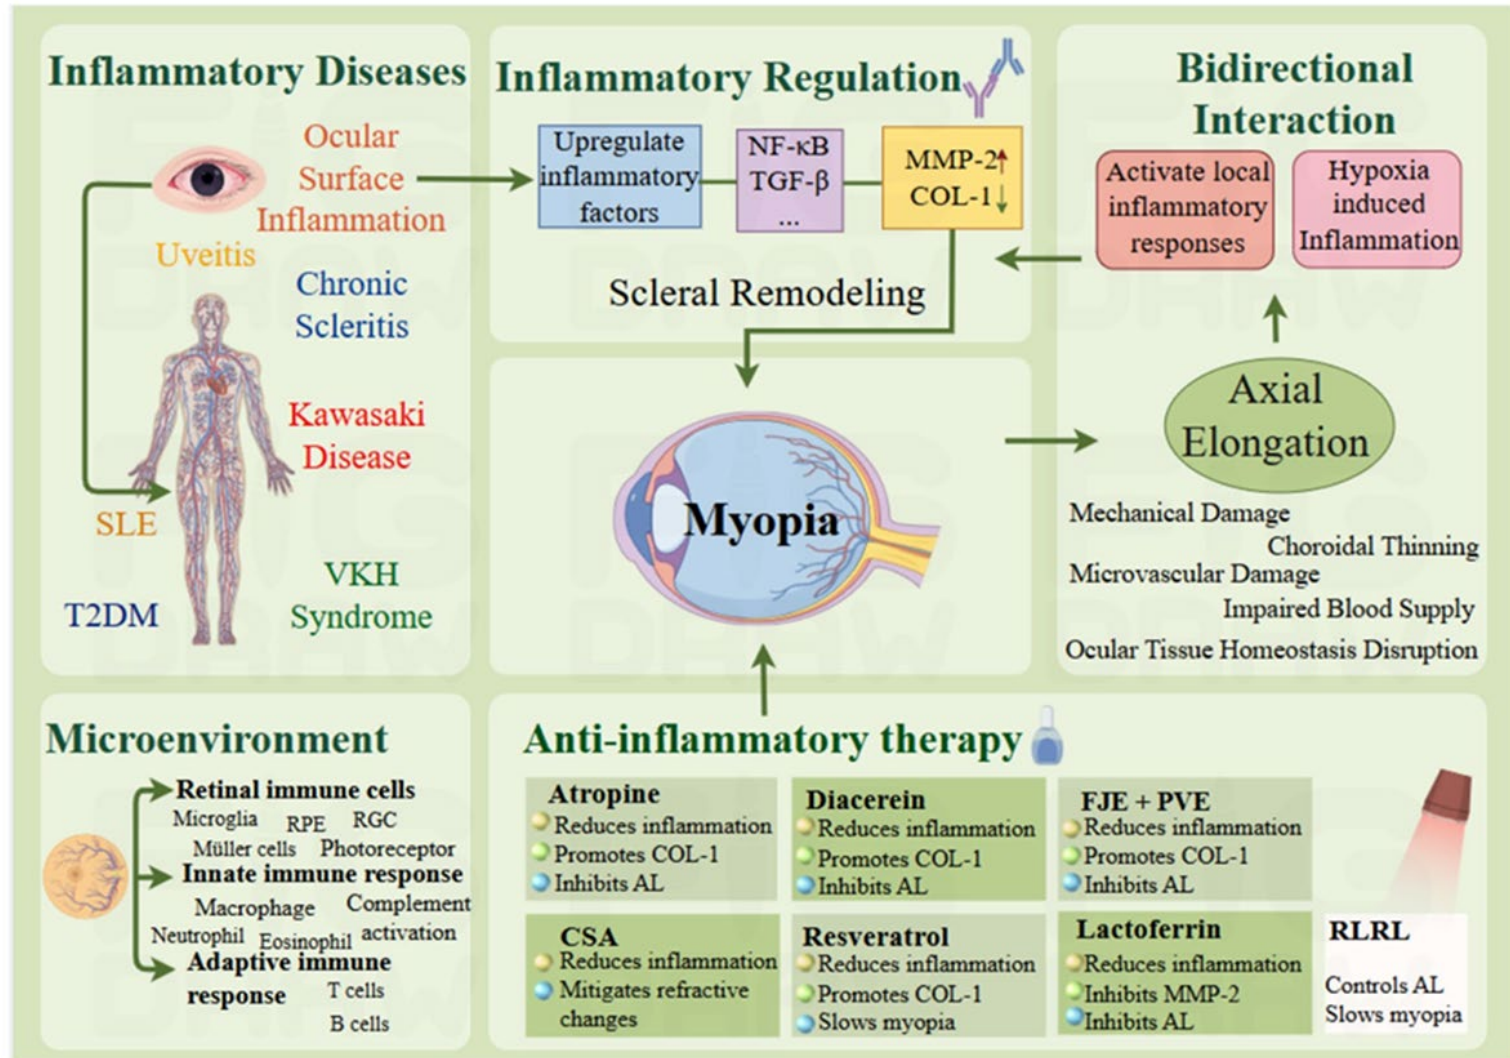 Inflammatory Diseases
Ocular
Surface
Inflammation
Uveitis
Chronic
Scleritis
Kawasaki
Disease
SLE
VKH
Syndrome
T2DM
Inflammatory Regulation
Upregulate
inflammatory
factors
NF-κB
TGF-β
...
MMP-2↑
COL-1↓
Scleral Remodeling
Myopia
Bidirectional
Interaction
Activate local
inflammatory
responses
Hypoxia
induced
Inflammation
Axial
Elongation
Mechanical Damage
Choroidal Thinning
Microvascular Damage
Impaired Blood Supply
Ocular Tissue Homeostasis Disruption
Microenvironment
Retinal immune cells
Microglia RPE RGC
Müller cells Photoreceptor
Innate immune response
Macrophage Complement
activation
Neutrophil Eosinophil
Adaptive immune
response
T cells
B cells
Anti-inflammatory therapy
Atropine
Reduces inflammation
Promotes COL-1
Inhibits AL
Diacerein
Reduces inflammation
Promotes COL-1
Inhibits AL
FJE + PVE
Reduces inflammation
Promotes COL-1
Inhibits AL
CSA
Reduces inflammation
Mitigates refractive
changes
Resveratrol
Reduces inflammation
Promotes COL-1
Slows myopia
Lactoferrin
Reduces inflammation
Inhibits MMP-2
Inhibits AL
RLRL
Controls AL
Slows myopia